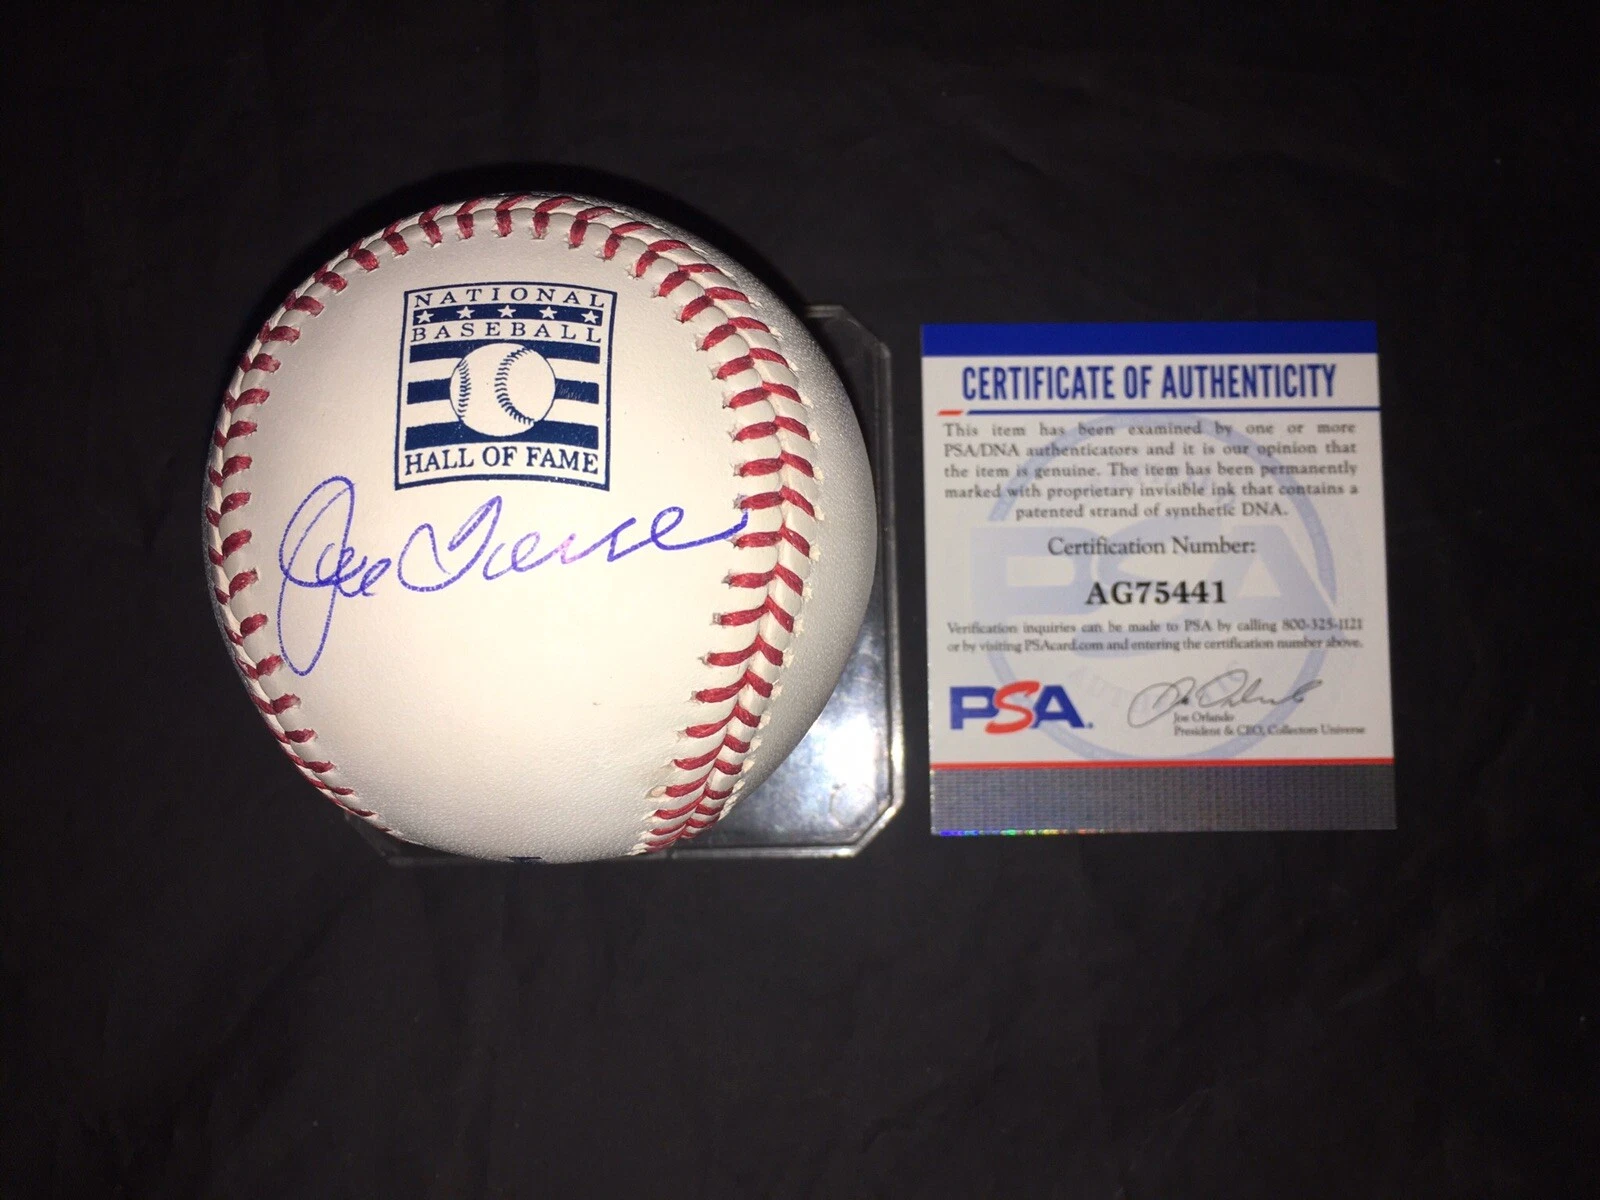 NATIONAL
BASEBALL
HALL OF FAME
Joe Torre
CERTIFICATE OF AUTHENTICITY
This item has been examined by one or more
PSA/DNA authenticators and it is our opinion that
the item is genuine. The item has been permanently
marked with proprietary invisible ink that contains a
patented strand of synthetic DNA.
Certification Number:
AG75441
Verification inquiries can be made to PSA by calling 800-325-1121
or by visiting PSAcard.com and entering the certification number above.
PSA.
Joe Orlando
President & CEO, Collectors Universe